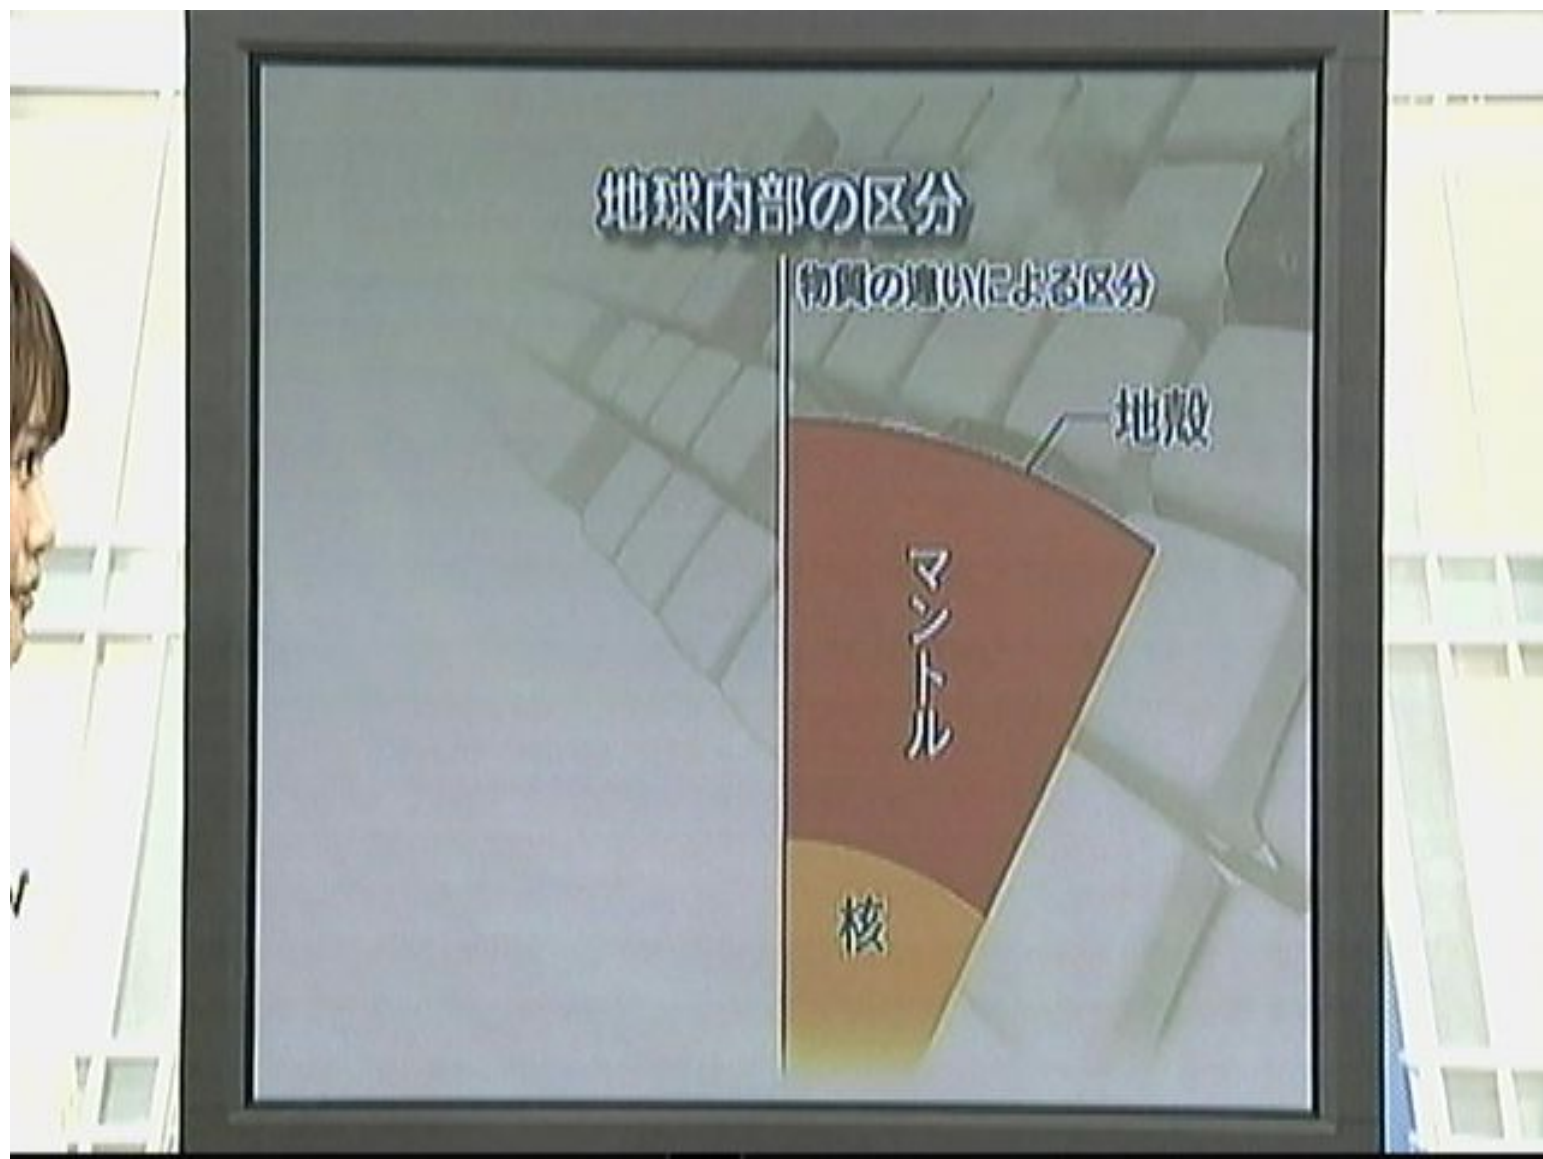 地球内部の区分
物質の違いによる区分
地殻
マントル
核